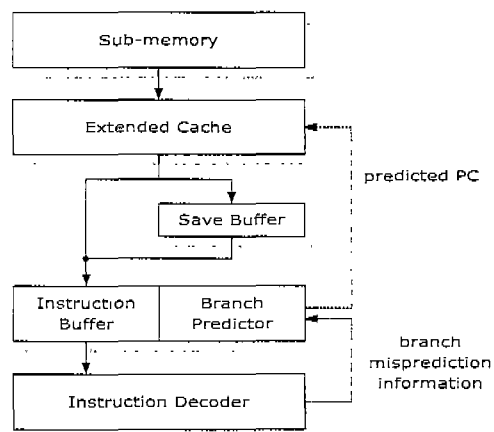 Sub-memory
Extended Cache
predicted PC
Save Buffer
Instruction
Buffer
Branch
Predictor
branch
misprediction
information
Instruction Decoder